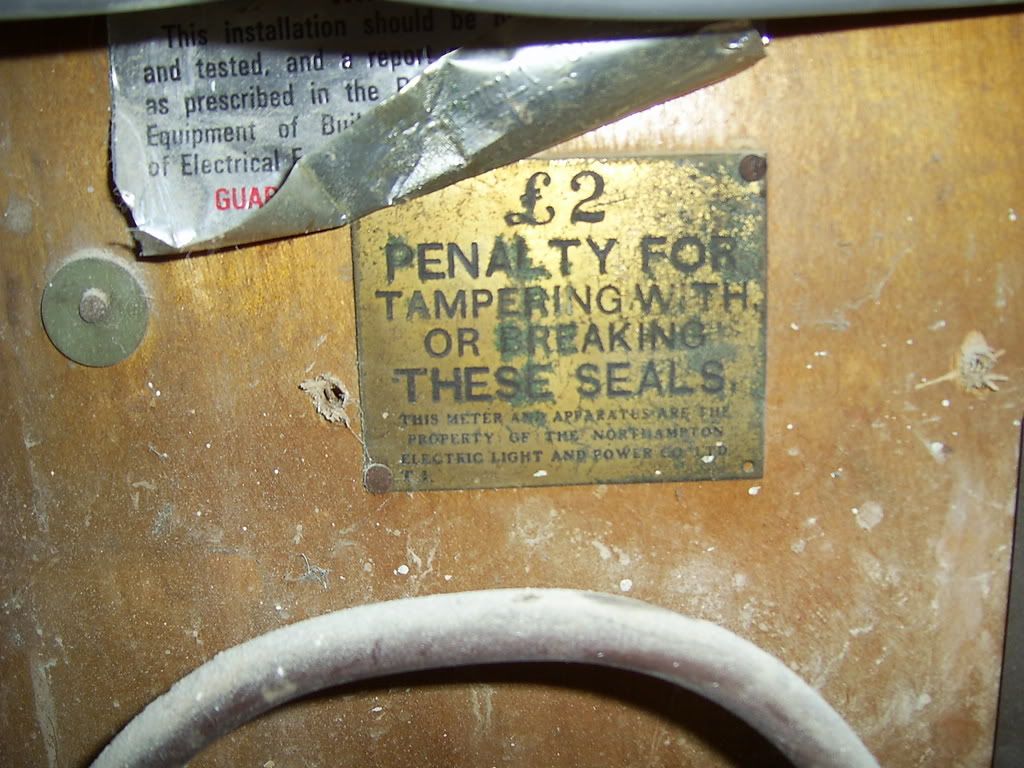 This installation should be
and tested, and a report
as prescribed in the
Equipment of
of Electrical
£2
PENALTY FOR
TAMPERING WITH
OR BREAKING
THESE SEALS.
THIS METER AND APPARATUS ARE THE
PROPERTY OF THE NORTHAMPTON
ELECTRIC LIGHT AND POWER CO LTD